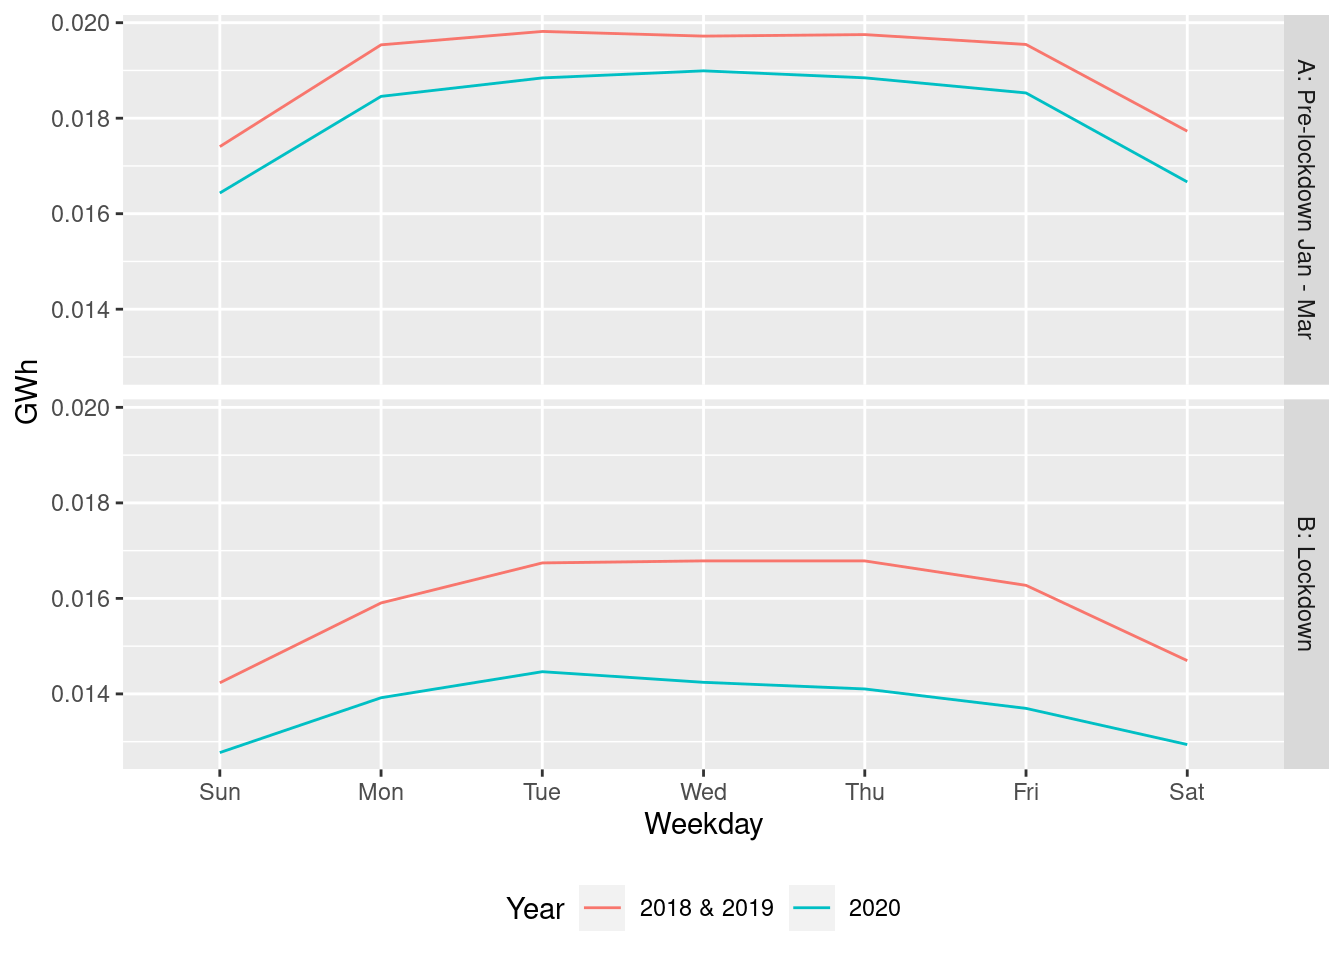 0.020
0.018
0.016
0.014
A: Pre-lockdown Jan - Mar
GWh
0.020
0.018
0.016
0.014
B: Lockdown
Sun Mon Tue Wed Thu Fri Sat
Weekday
Year 2018 & 2019 2020